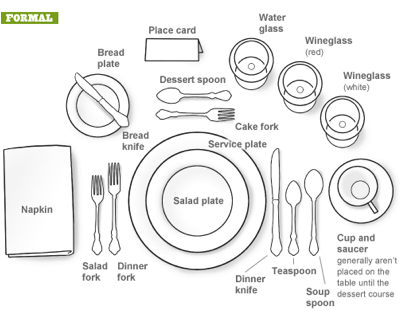 FORMAL
Place card
Water
glass
Wineglass
(red)
Wineglass
(white)
Bread
plate
Dessert spoon
Cake fork
Bread
knife
Service plate
Salad plate
Napkin
Salad
fork
Dinner
fork
Dinner
knife
Teaspoon
Soup
spoon
Cup and
saucer
generally aren't
placed on the
table until the
dessert course